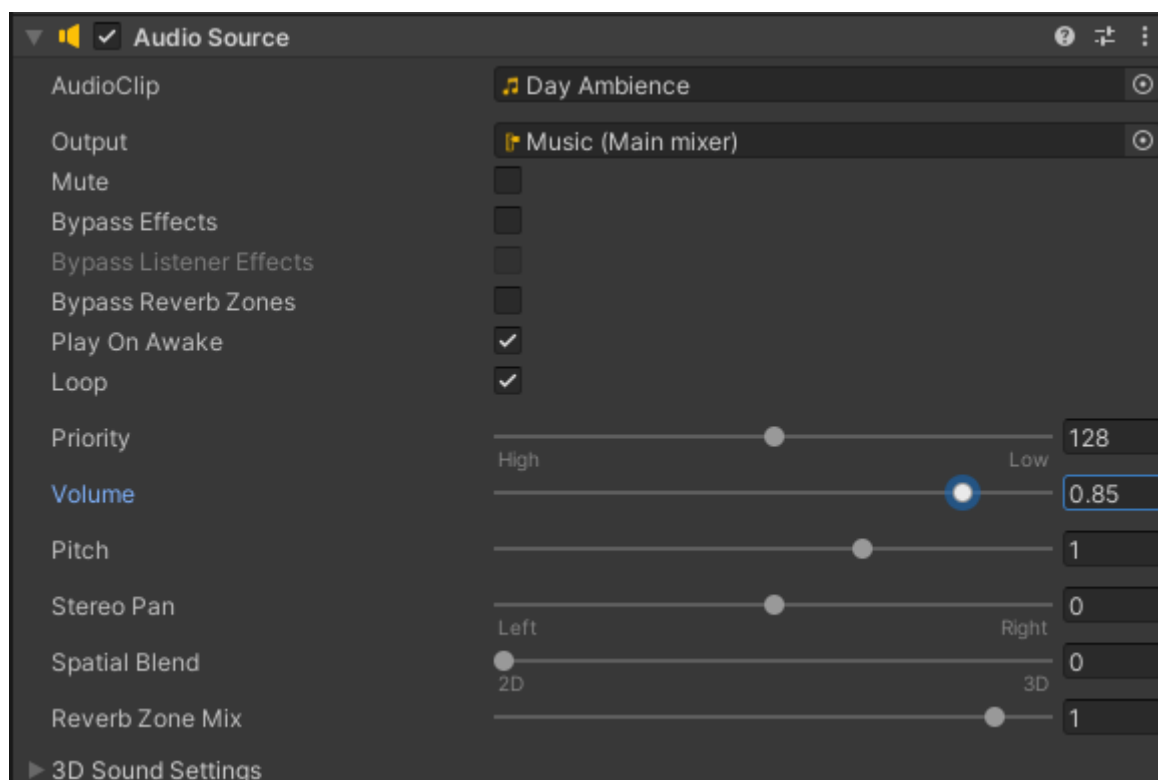 Audio Source
AudioClip Day Ambience
Output Music (Main mixer)
Mute
Bypass Effects
Bypass Listener Effects
Bypass Reverb Zones
Play On Awake
Loop
Priority 128
High Low
Volume 0.85
Pitch 1
Stereo Pan 0
Left Right
Spatial Blend 0
2D 3D
Reverb Zone Mix 1
3D Sound Settings